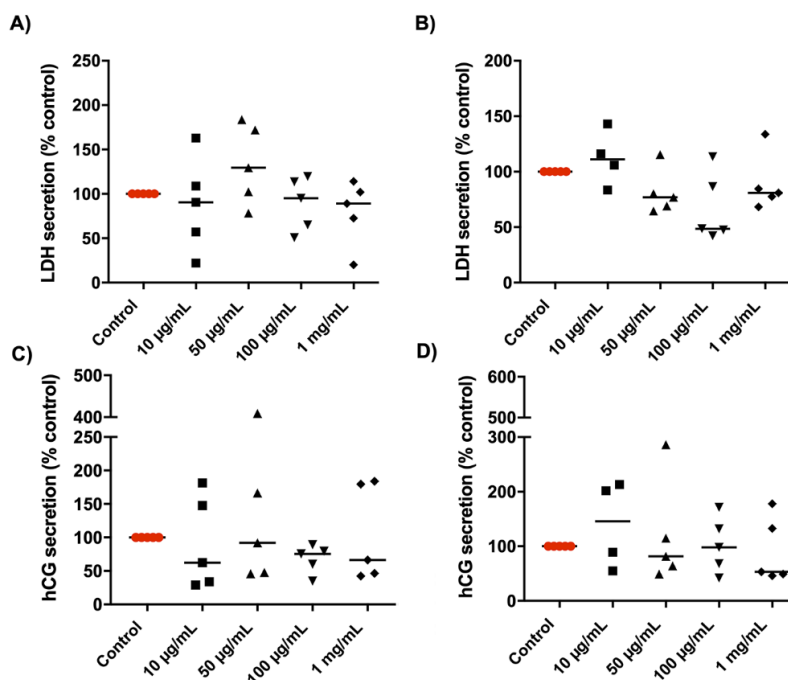 A)
LDH secretion (% control)
250
200
150
100
50
0
Control
10 µg/mL
50 µg/mL
100 µg/mL
1 mg/mL
B)
LDH secretion (% control)
200
150
100
50
0
Control
10 µg/mL
50 µg/mL
100 µg/mL
1 mg/mL
C)
hCG secretion (% control)
500
400
250
200
150
100
50
0
Control
10 µg/mL
50 µg/mL
100 µg/mL
1 mg/mL
D)
hCG secretion (% control)
600
500
300
200
100
0
Control
10 µg/mL
50 µg/mL
100 µg/mL
1 mg/mL